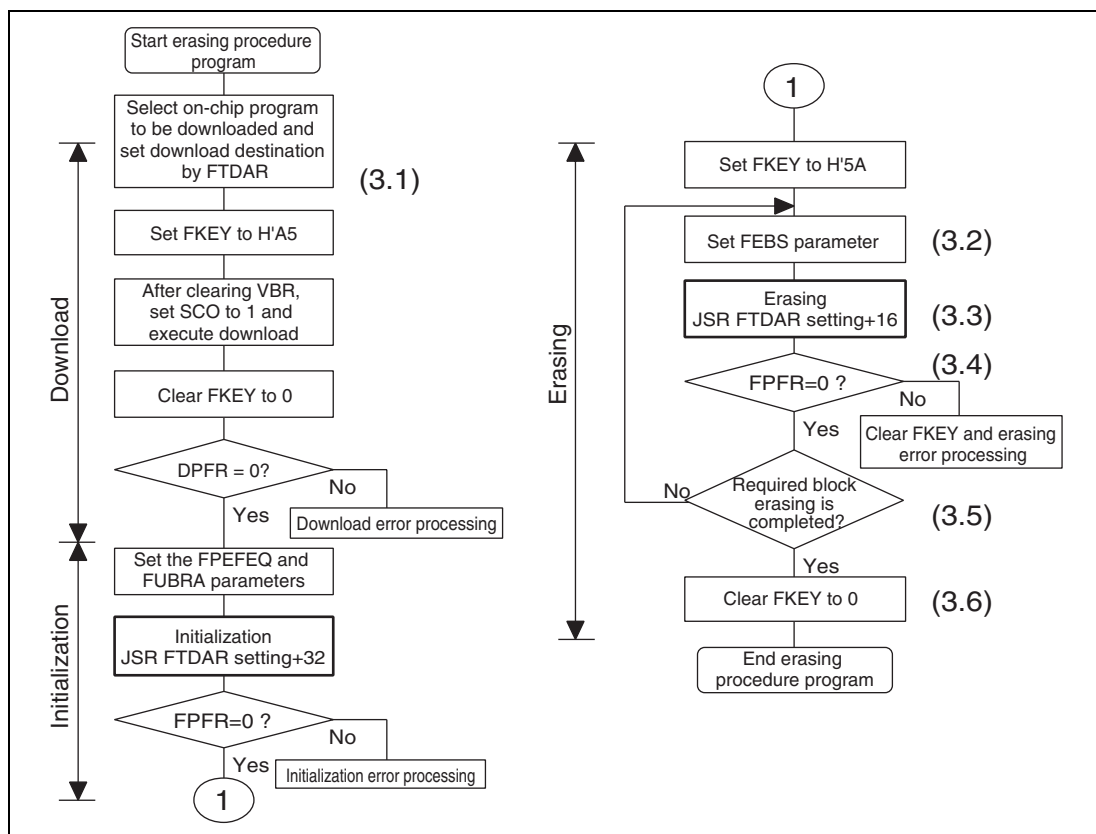 Start erasing procedure
program
Select on-chip program
to be downloaded and
set download destination
by FTDAR
(3.1)
Set FKEY to H'A5
After clearing VBR,
set SCO to 1 and
execute download
Clear FKEY to 0
DPFR = 0?
No
Yes
Download error processing
Download
Set the FPEFEQ and
FUBRA parameters
Initialization
JSR FTDAR setting+32
FPFR=0 ?
No
Yes
Initialization error processing
1
Initialization
1
Set FKEY to H'5A
Set FEBS parameter
(3.2)
Erasing
JSR FTDAR setting+16
(3.3)
(3.4)
FPFR=0 ?
No
Yes
Clear FKEY and erasing
error processing
No
Required block
erasing is
completed?
(3.5)
Yes
Clear FKEY to 0
(3.6)
End erasing
procedure program
Erasing